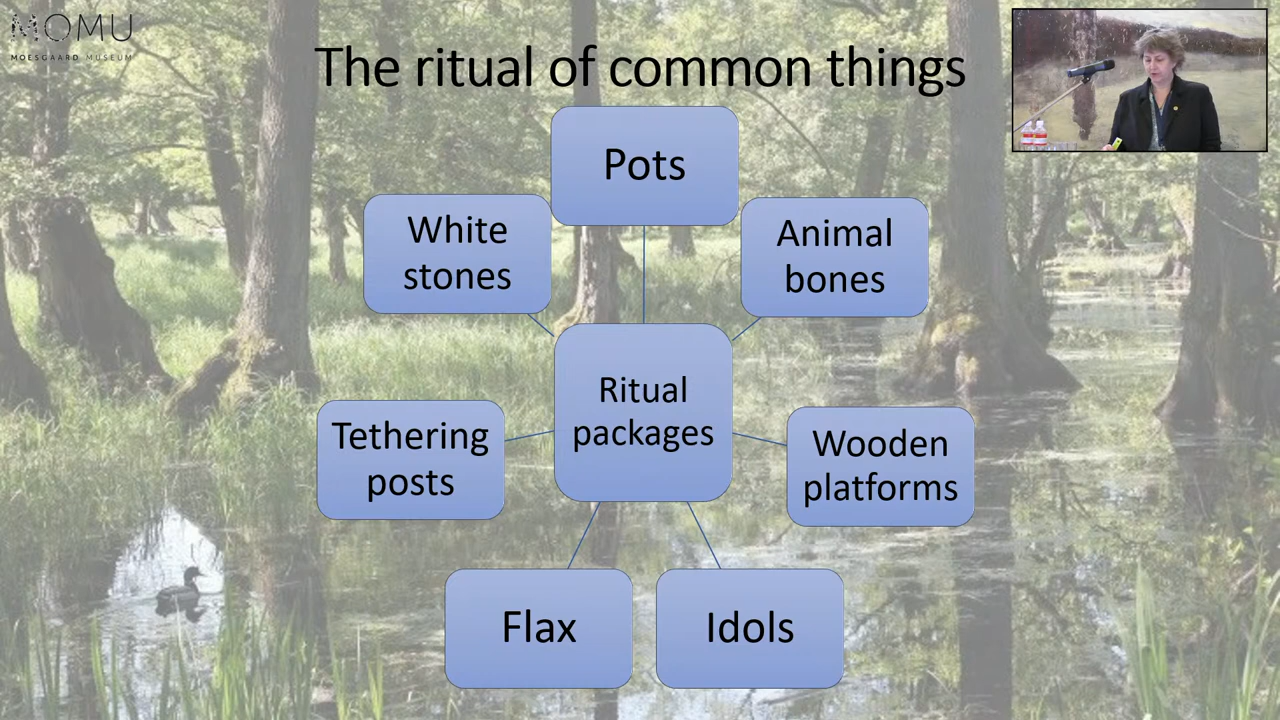 MOMU
MOESGAARD MUSEUM
The ritual of common things
Pots
White
stones
Animal
bones
Ritual
packages
Tethering
posts
Wooden
platforms
Flax
Idols